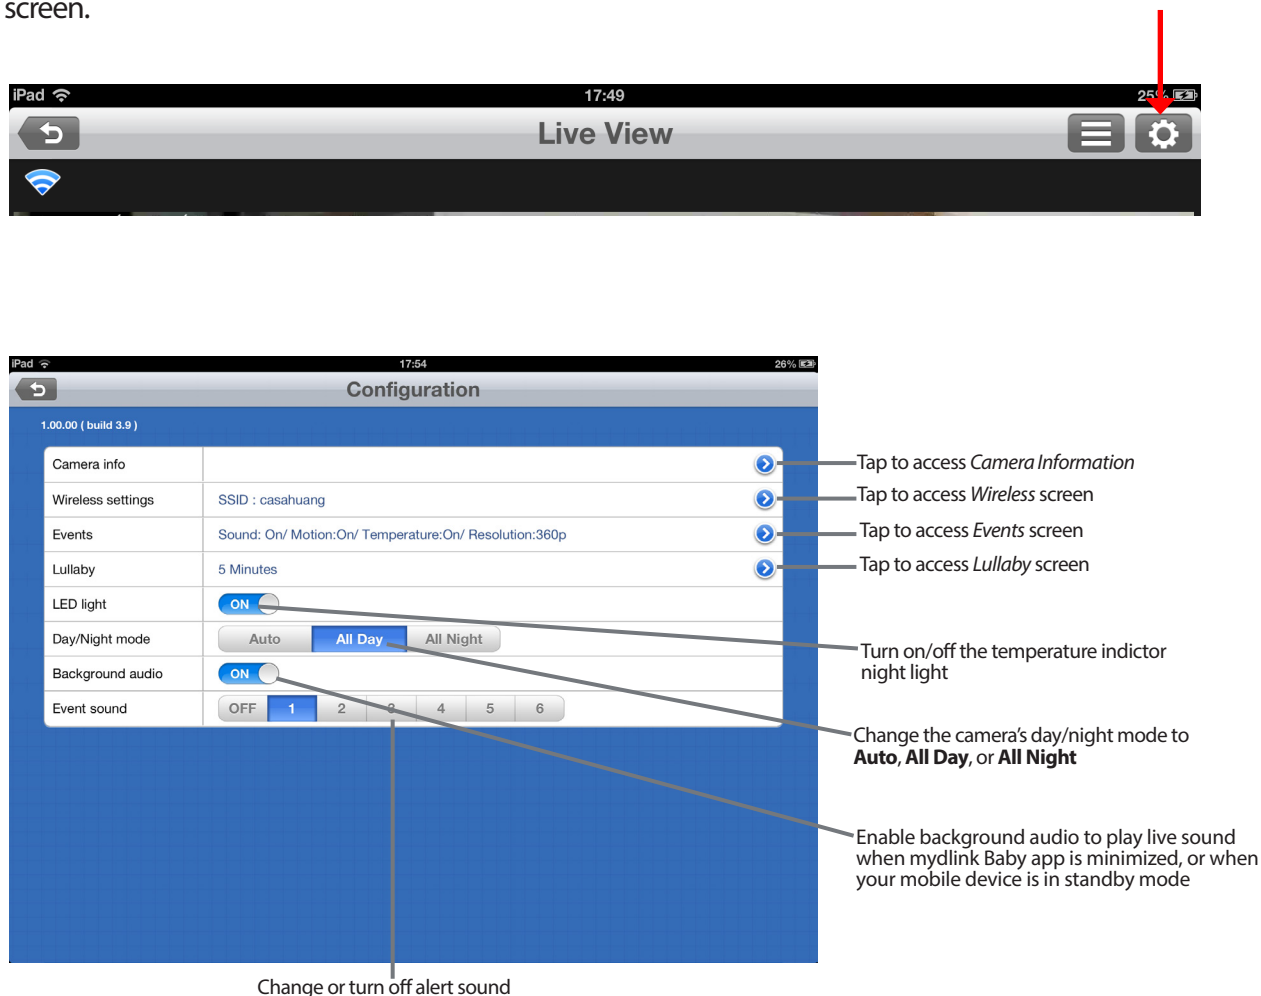 screen.
iPad 17:49 25%
Live View
iPad 17:54 26%
Configuration
1.00.00 ( build 3.9 )
Camera info
Tap to access Camera Information
Wireless settings SSID : casahuang
Tap to access Wireless screen
Events Sound: On/ Motion:On/ Temperature:On/ Resolution:360p
Tap to access Events screen
Lullaby 5 Minutes
Tap to access Lullaby screen
LED light ON
Turn on/off the temperature indictor
night light
Day/Night mode Auto All Day All Night
Background audio ON
Event sound OFF 1 2 3 4 5 6
Change the camera's day/night mode to
Auto, All Day, or All Night
Enable background audio to play live sound
when mydlink Baby app is minimized, or when
your mobile device is in standby mode
Change or turn off alert sound